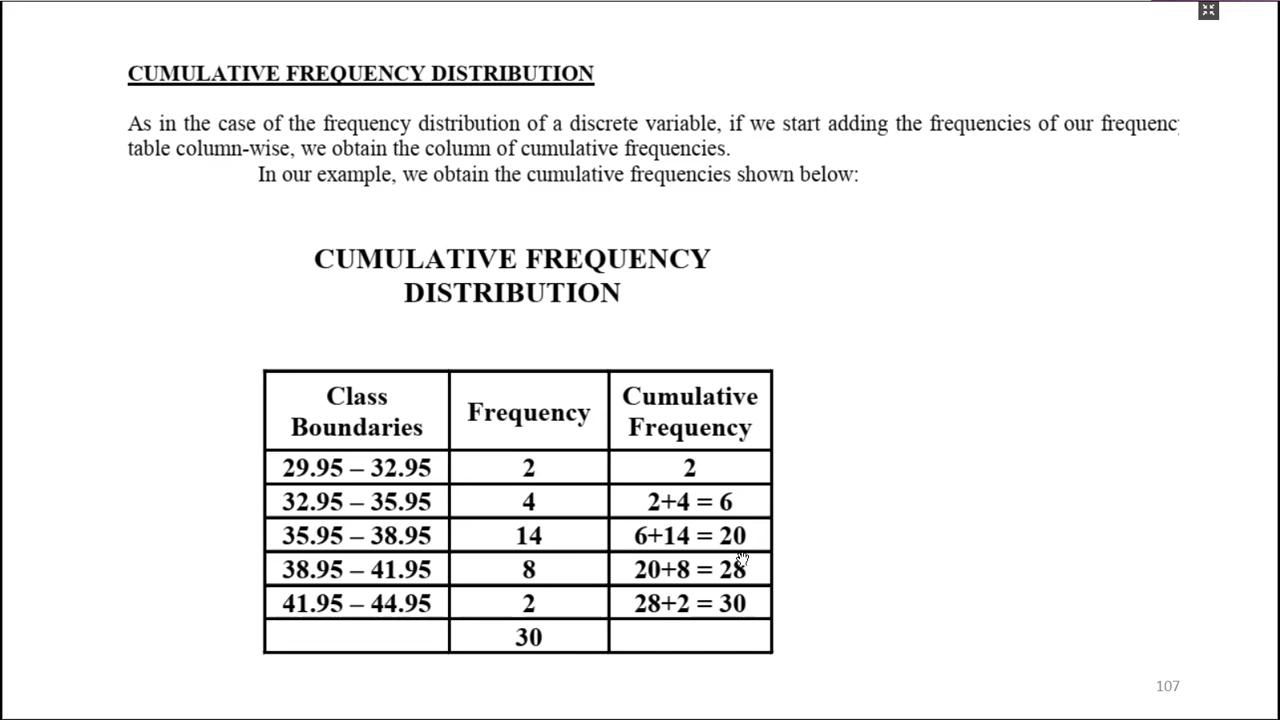 CUMULATIVE FREQUENCY DISTRIBUTION
As in the case of the frequency distribution of a discrete variable, if we start adding the frequencies of our frequenc
table column-wise, we obtain the column of cumulative frequencies.
In our example, we obtain the cumulative frequencies shown below:
CUMULATIVE FREQUENCY
DISTRIBUTION
Class Boundaries Frequency Cumulative Frequency
29.95 – 32.95 2 2
32.95 – 35.95 4 2+4 = 6
35.95 – 38.95 14 6+14 = 20
38.95 – 41.95 8 20+8 = 28
41.95 – 44.95 2 28+2 = 30
30
107